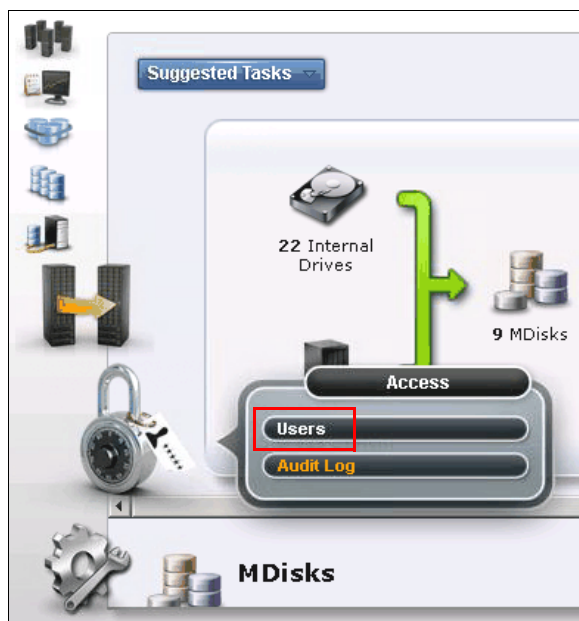 Suggested Tasks
22 Internal
Drives
9 MDisks
Access
Users
Audit Log
MDisks